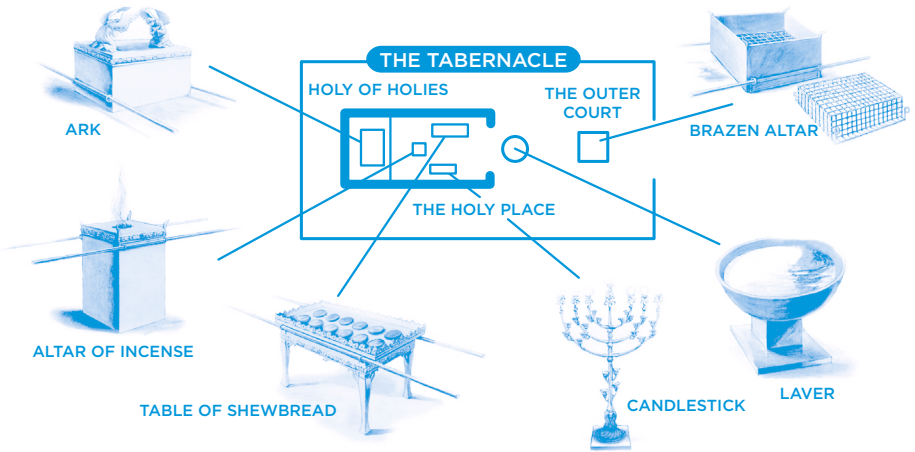 THE TABERNACLE
HOLY OF HOLIES
THE OUTER
COURT
ARK
BRAZEN ALTAR
THE HOLY PLACE
ALTAR OF INCENSE
TABLE OF SHEWBREAD
CANDLESTICK
LAVER